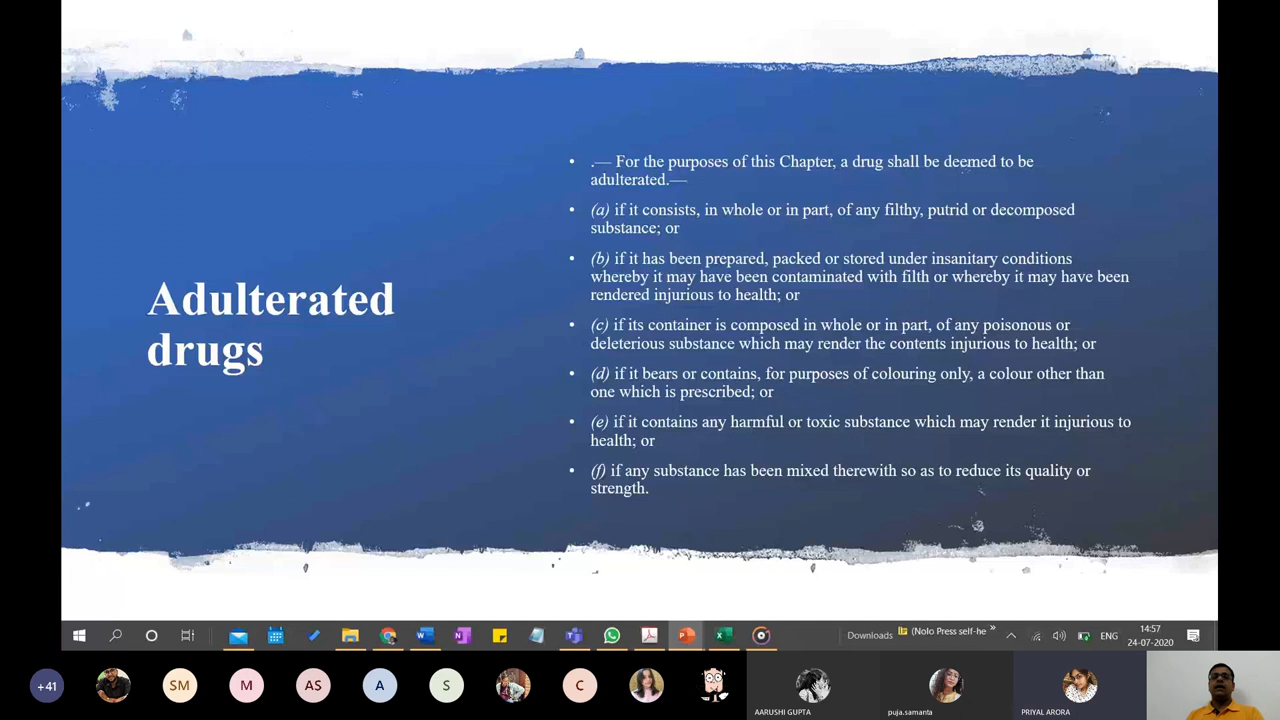 Adulterated
drugs
• .— For the purposes of this Chapter, a drug shall be deemed to be
adulterated.—
• (a) if it consists, in whole or in part, of any filthy, putrid or decomposed
substance; or
• (b) if it has been prepared, packed or stored under insanitary conditions
whereby it may have been contaminated with filth or whereby it may have been
rendered injurious to health; or
• (c) if its container is composed in whole or in part, of any poisonous or
deleterious substance which may render the contents injurious to health; or
• (d) if it bears or contains, for purposes of colouring only, a colour other than
one which is prescribed; or
• (e) if it contains any harmful or toxic substance which may render it injurious to
health; or
• (f) if any substance has been mixed therewith so as to reduce its quality or
strength.
Downloads (Nolo Press self-he » ENG 14:57
24-07-2020
+41 SM M AS A S C
AARUSHI GUPTA puja.samanta PRIYAL ARORA